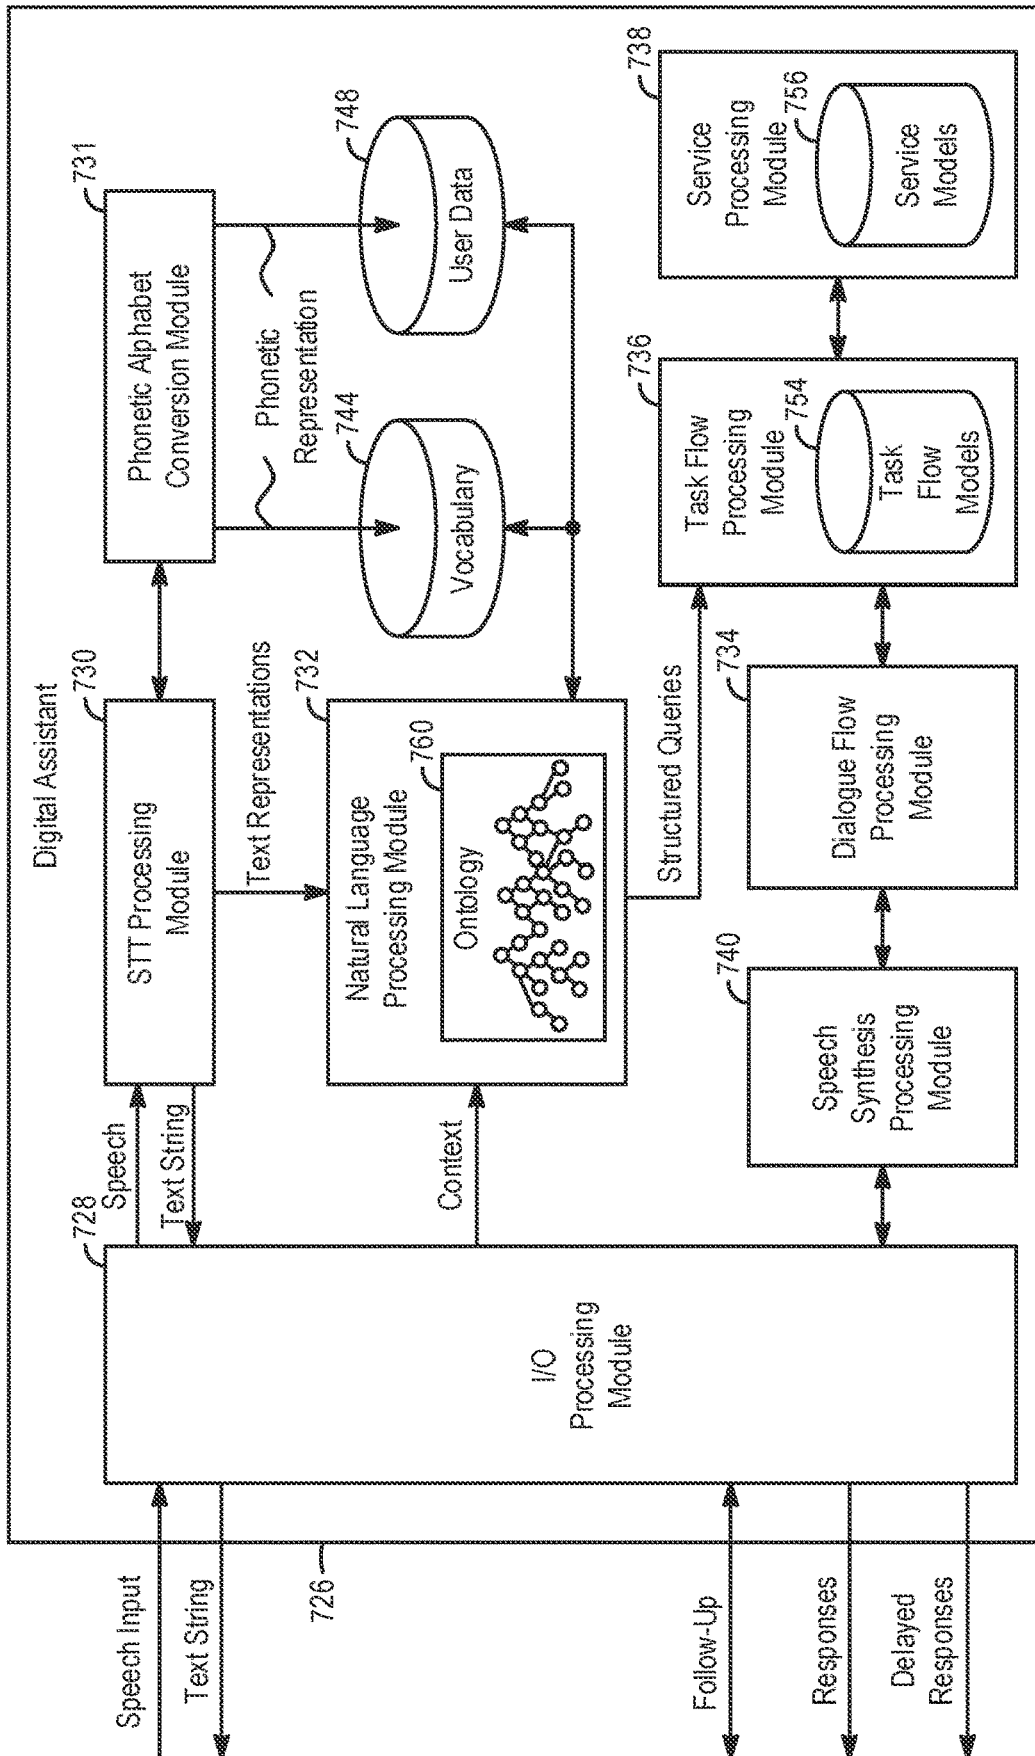 Digital Assistant
Speech Input
Text String
726
Follow-Up
Responses
Delayed
Responses
728
I/O
Processing
Module
Speech
Text String
Context
730
STT Processing
Module
731
Phonetic Alphabet
Conversion Module
Text Representations
Phonetic
Representation
732
Natural Language
Processing Module
760
Ontology
744
Vocabulary
748
User Data
Structured Queries
740
Speech
Synthesis
Processing
Module
734
Dialogue Flow
Processing
Module
736
Task Flow
Processing
Module
754
Task
Flow
Models
738
Service
Processing
Module
756
Service
Models